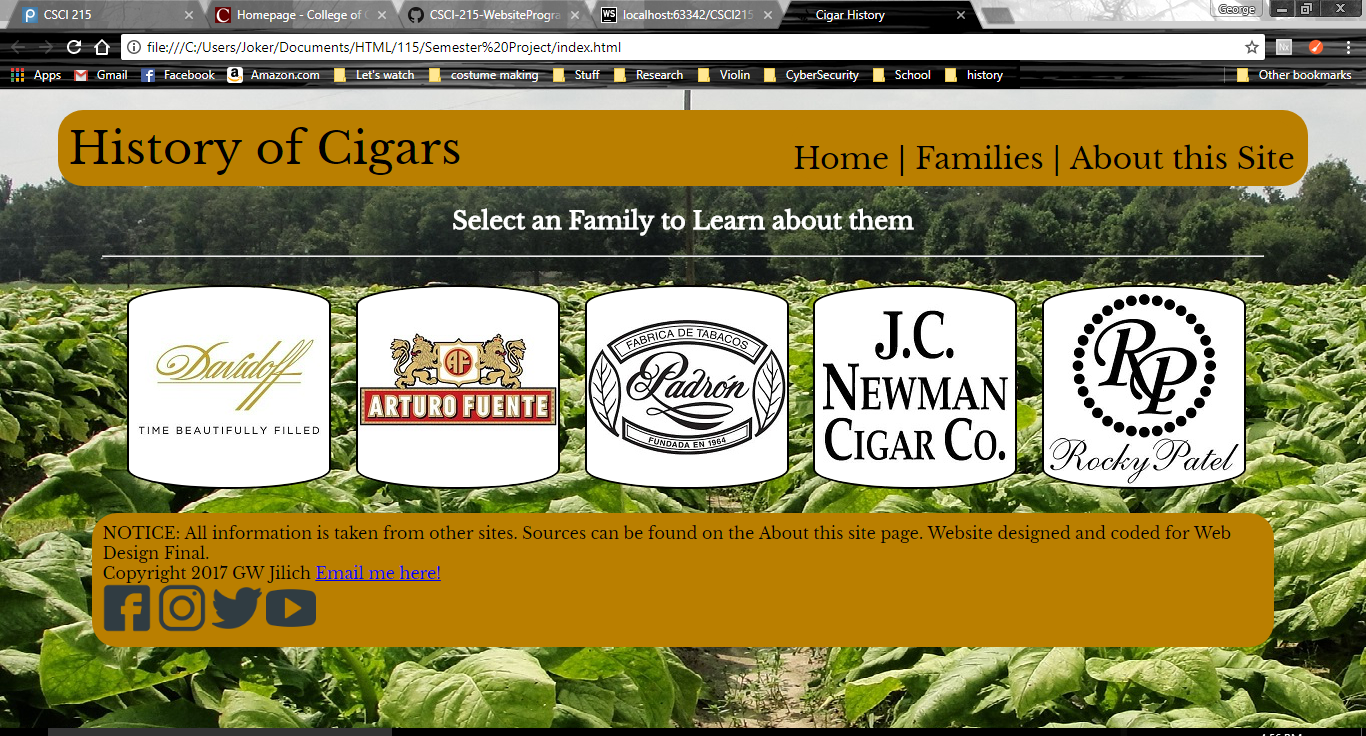 CSCI 215
Homepage - College of C
CSCI-215-WebsiteProgra
localhost:63342/CSCI215
Cigar History
George
file:///C:/Users/Joker/Documents/HTML/115/Semester%20Project/index.html
Apps Gmail Facebook Amazon.com Let's watch costume making Stuff Research Violin CyberSecurity School history Other bookmarks
History of Cigars
Home | Families | About this Site
Select an Family to Learn about them
Davidoff
TIME BEAUTIFULLY FILLED
AF
ARTURO FUENTE
FABRICA DE TABACOS
Padrón
FUNDADA EN 1964
J.C.
NEWMAN
CIGAR CO.
RP
Rocky Patel
NOTICE: All information is taken from other sites. Sources can be found on the About this site page. Website designed and coded for Web
Design Final.
Copyright 2017 GW Jilich Email me here!